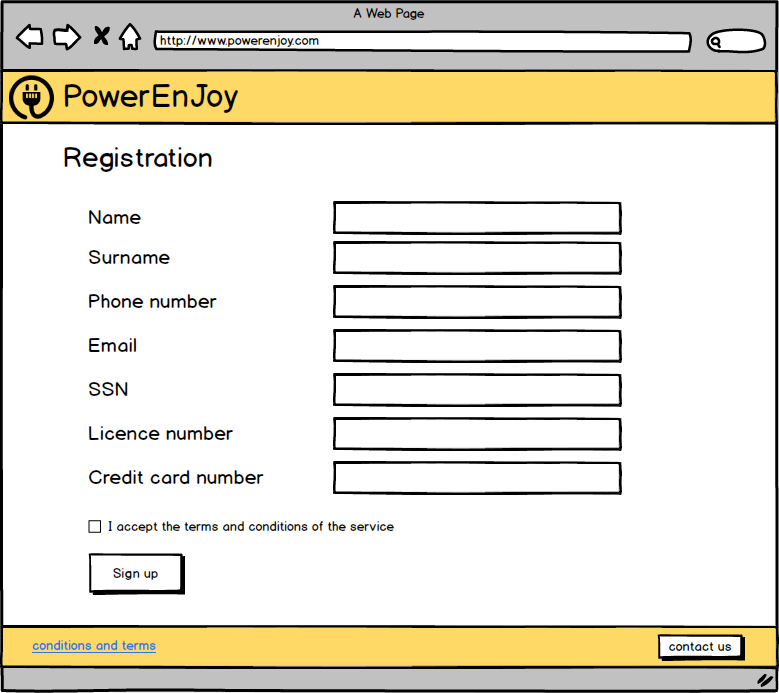 A Web Page
http://www.powerenjoy.com
PowerEnJoy
Registration
Name
Surname
Phone number
Email
SSN
Licence number
Credit card number
I accept the terms and conditions of the service
Sign up
conditions and terms
contact us